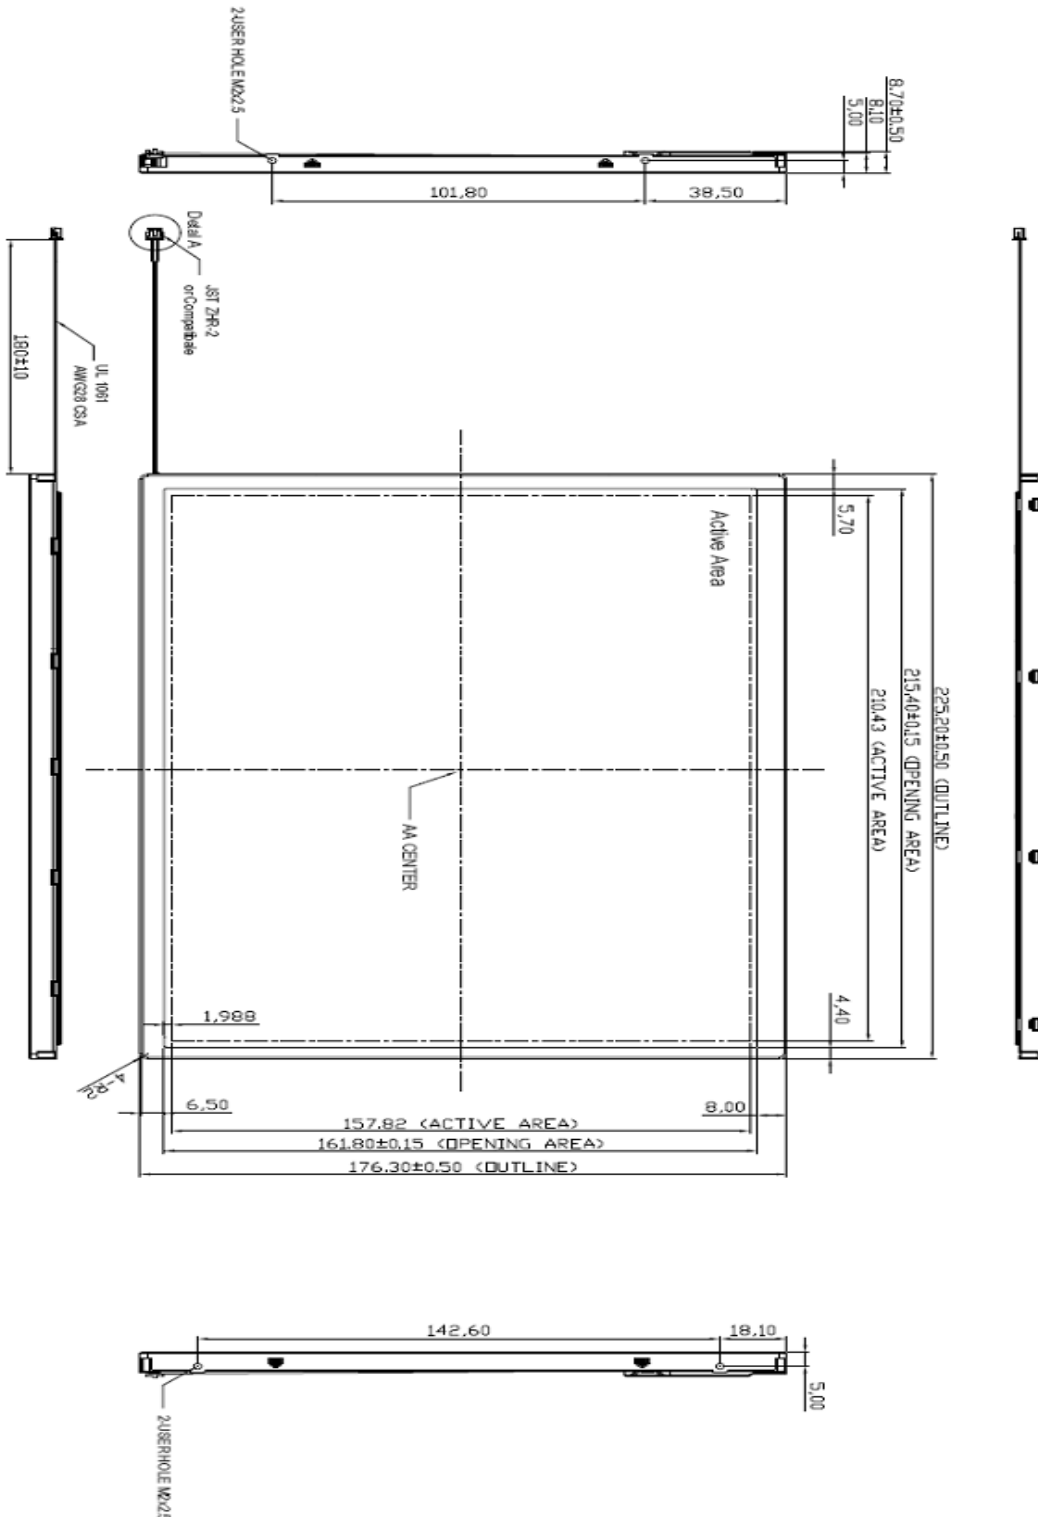 2-USER HOLE M2x2.5
8.70±0.50
8.10
5.00
101.80
38.50
Detail A
JST ZHR-2
or Compatibale
UL 1061
AWG28 CSA
180±10
Active Area
5.70
225.20±0.50 (OUTLINE)
215.40±0.15 (OPENING AREA)
210.43 (ACTIVE AREA)
AA CENTER
4.40
1.988
4-R2
6.50
8.00
157.82 (ACTIVE AREA)
161.80±0.15 (OPENING AREA)
176.30±0.50 (OUTLINE)
142.60
18.10
5.00
2-USER HOLE M2x2.5